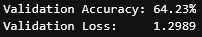 Validation Accuracy: 64.23%
Validation Loss: 1.2989